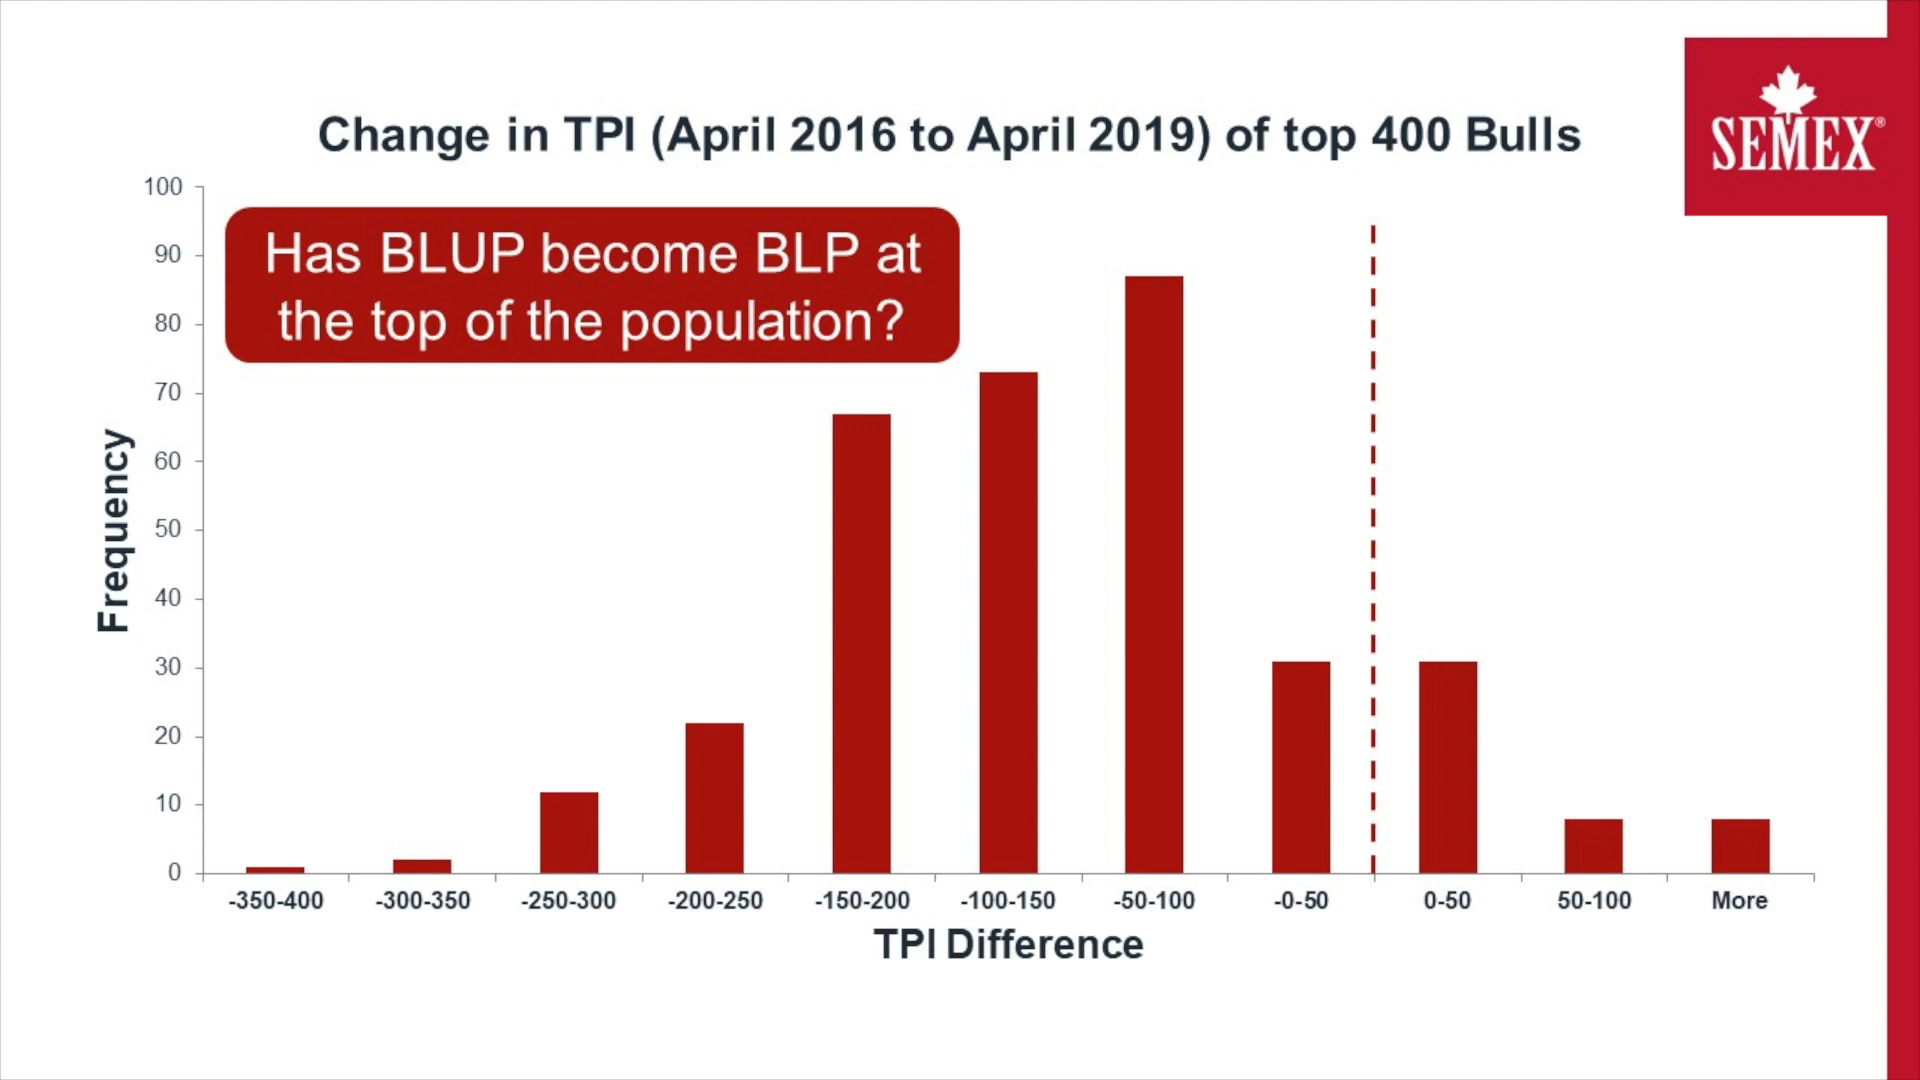 SEMEX®
Change in TPI (April 2016 to April 2019) of top 400 Bulls
Has BLUP become BLP at
the top of the population?
Frequency
100
90
80
70
60
50
40
30
20
10
0
-350-400 -300-350 -250-300 -200-250 -150-200 -100-150 -50-100 -0-50 0-50 50-100 More
TPI Difference